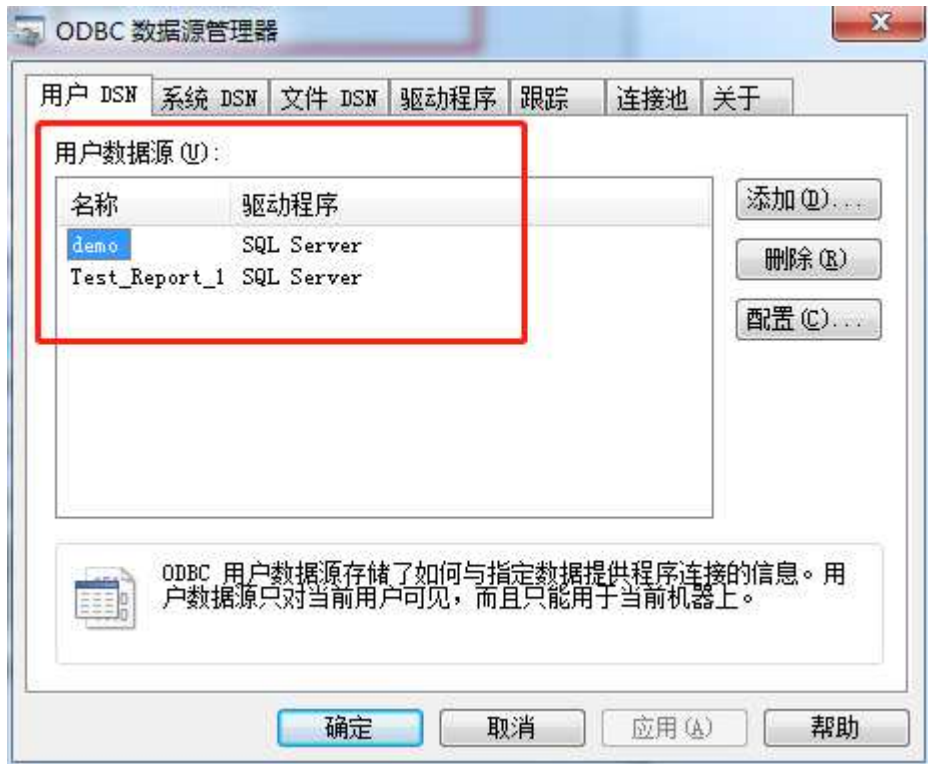 ODBC 数据源管理器
用户 DSN 系统 DSN 文件 DSN 驱动程序 跟踪 连接池 关于
用户数据源(U):
名称 驱动程序
demo SQL Server
Test_Report_1 SQL Server
添加(D)...
删除(R)
配置(C)...
ODBC 用户数据源存储了如何与指定数据提供程序连接的信息。用
户数据源只对当前用户可见，而且只能用于当前机器上。
确定 取消 应用(A) 帮助